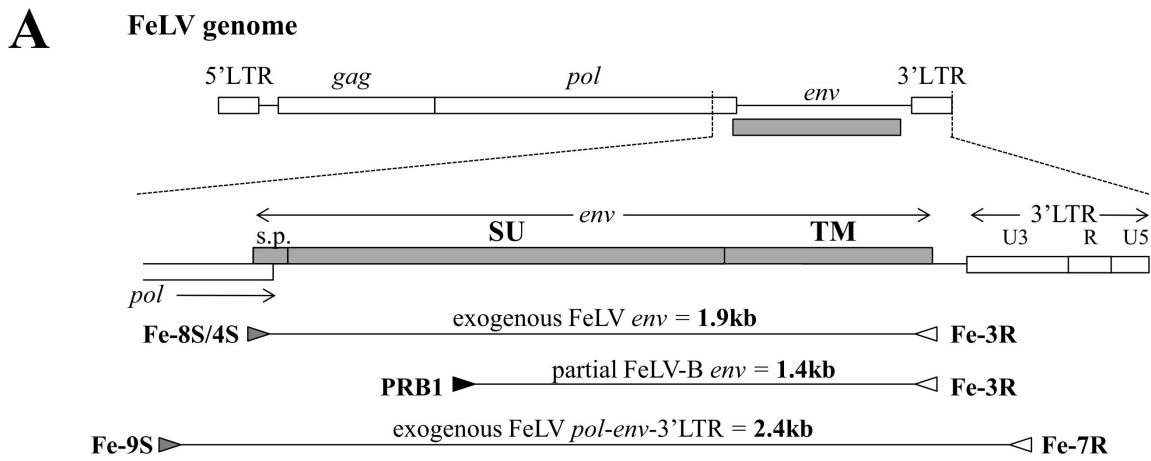 A FeLV genome
5’LTR gag pol env 3’LTR
env 3’LTR
s.p. SU TM U3 R U5
pol
exogenous FeLV env = 1.9kb
Fe-8S/4S Fe-3R
partial FeLV-B env = 1.4kb
PRB1 Fe-3R
exogenous FeLV pol-env-3’LTR = 2.4kb
Fe-9S Fe-7R